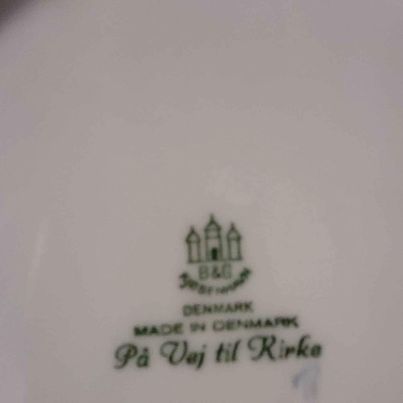 B&G
DENMARK
MADE IN DENMARK
På Vej til Kirke